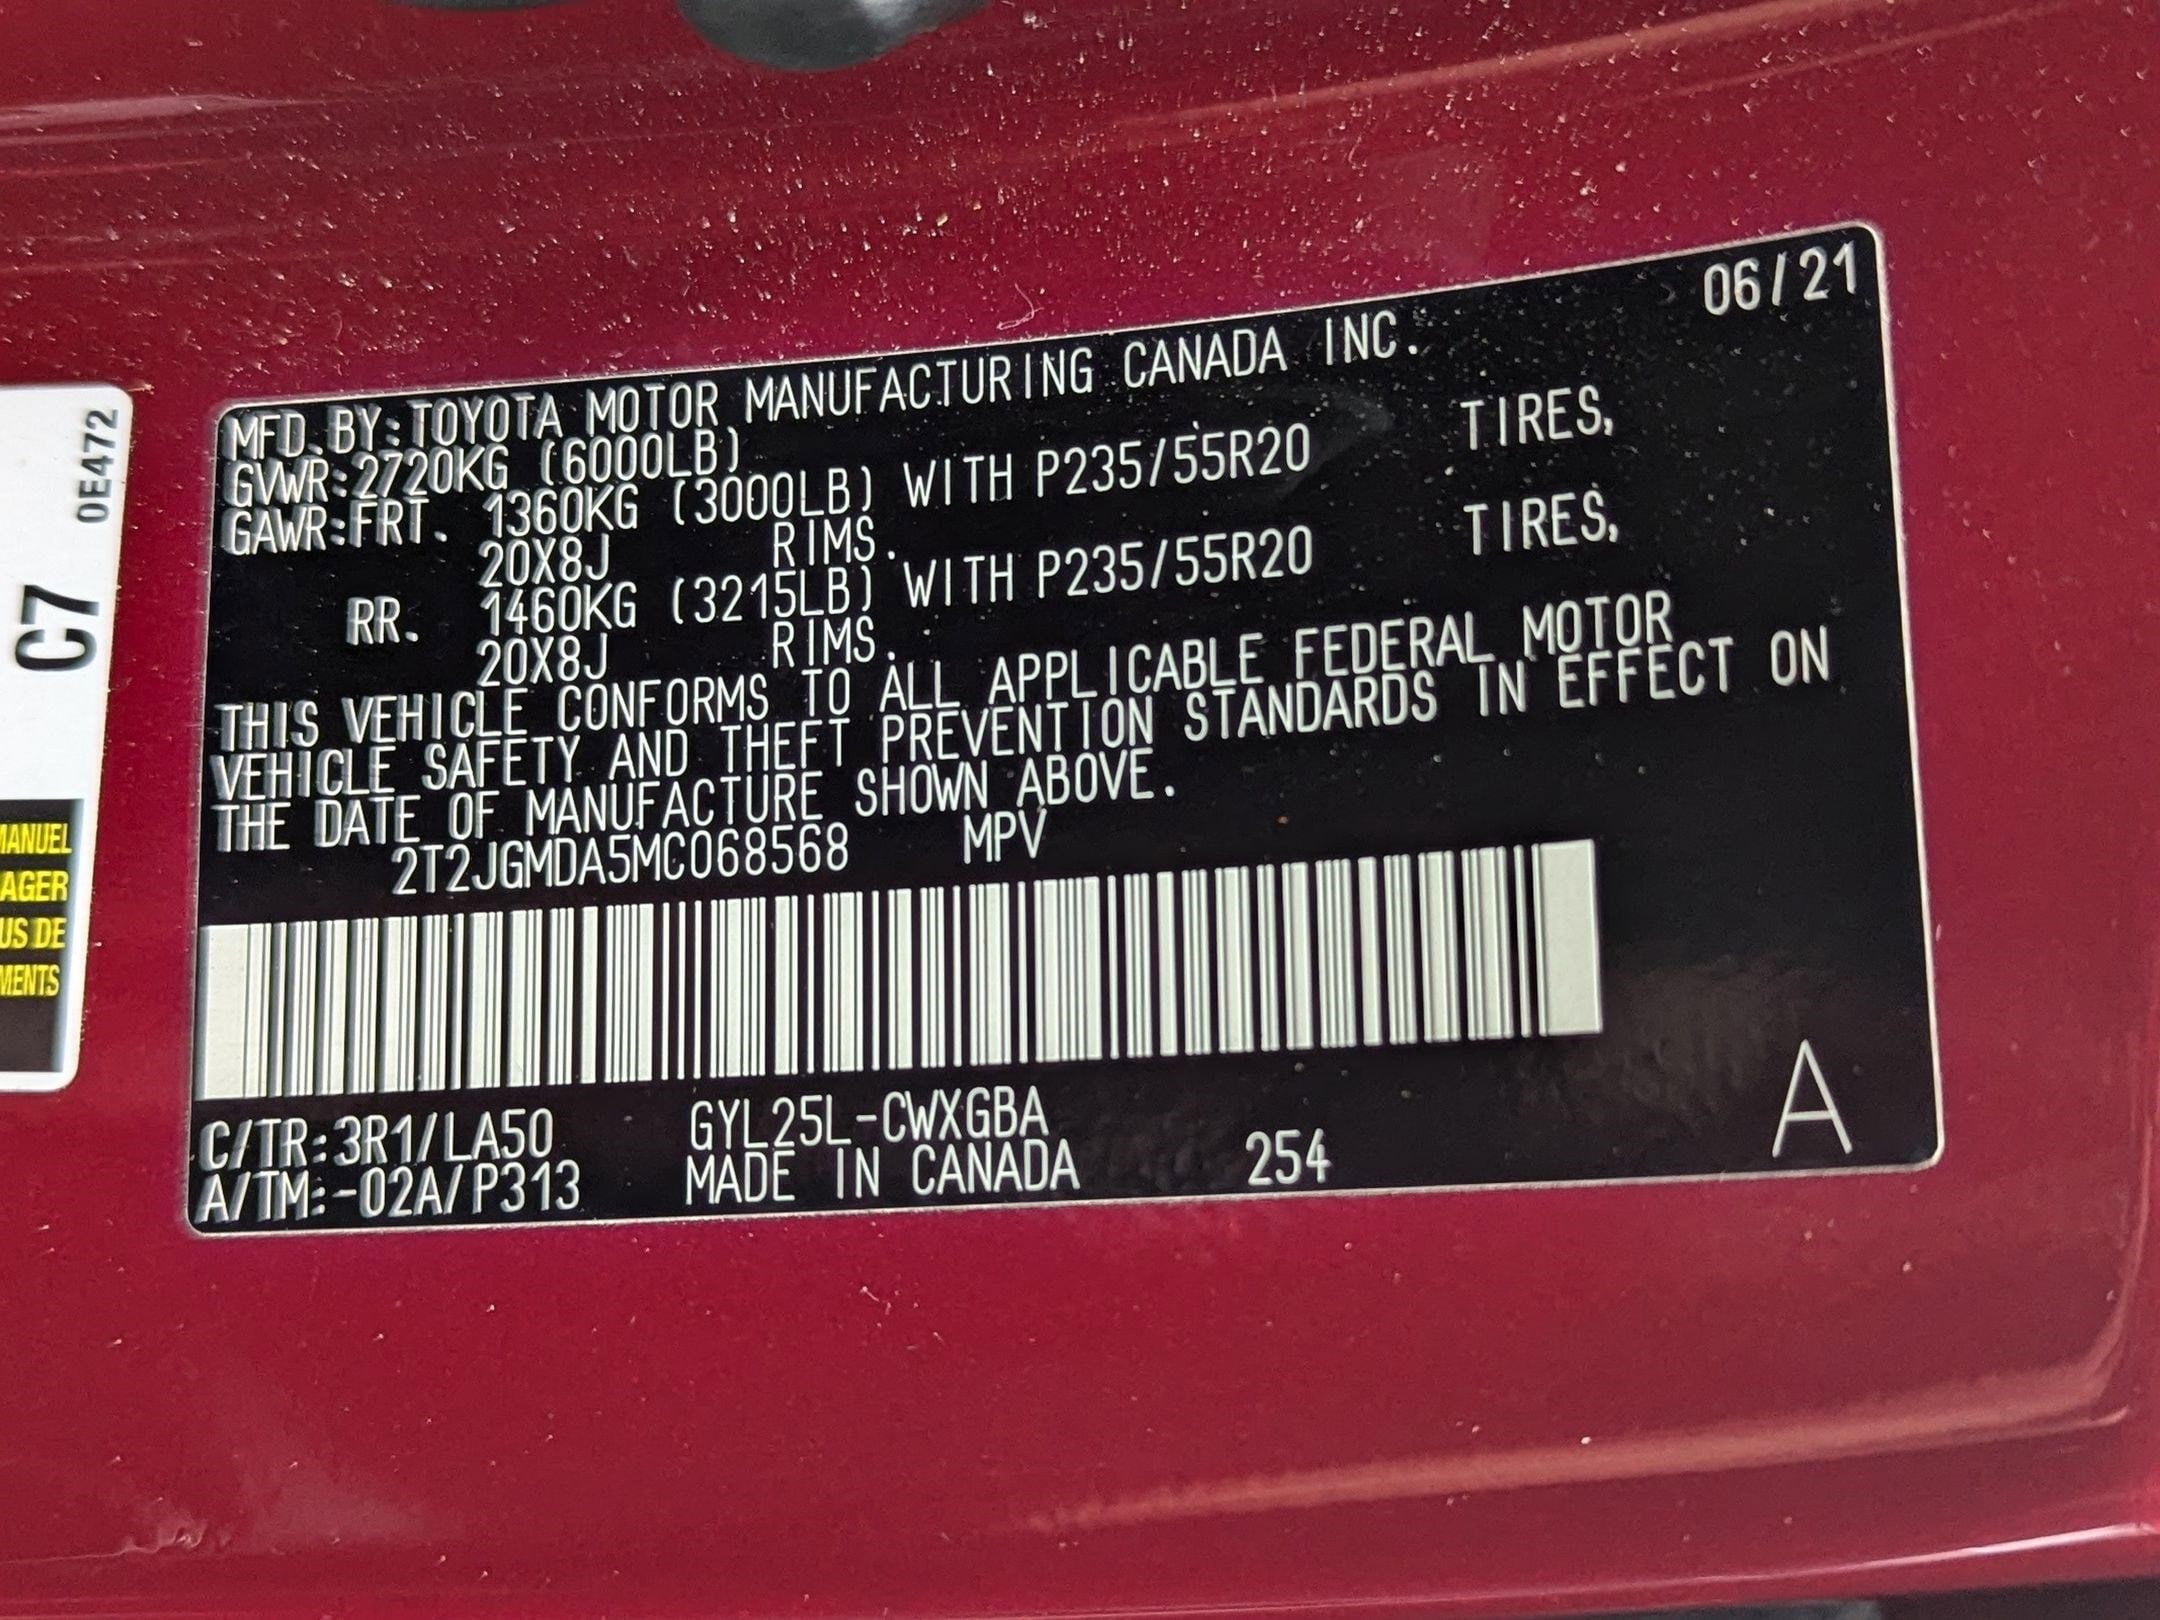 06/21
MFD.BY:TOYOTA MOTOR MANUFACTURING CANADA INC.
GVWR:2720KG (6000LB)
GAWR:FRT. 1360KG (3000LB) WITH P235/55R20 TIRES,
20X8J RIMS.
RR. 1460KG (3215LB) WITH P235/55R20 TIRES,
20X8J RIMS.
THIS VEHICLE CONFORMS TO ALL APPLICABLE FEDERAL MOTOR
VEHICLE SAFETY AND THEFT PREVENTION STANDARDS IN EFFECT ON
THE DATE OF MANUFACTURE SHOWN ABOVE.
2T2JGMDA5MC068568 MPV
C/TR:3R1/LA50 GYL25L-CWXGBA
A/TM:-02A/P313 MADE IN CANADA 254
A
0E472
C7
MANUEL
AGER
US DE
MENTS